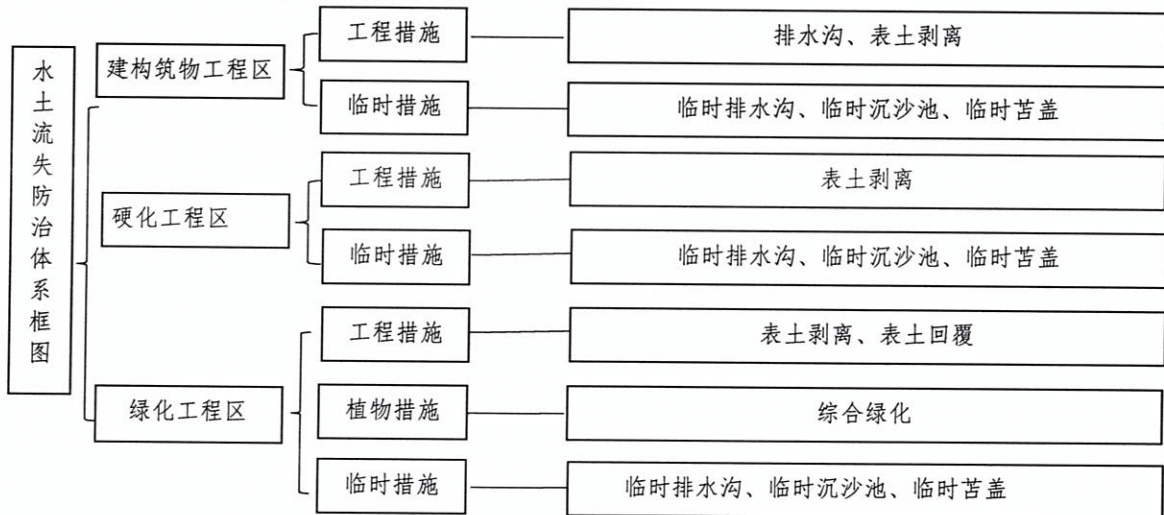 水土流失防治体系框图
建构筑物工程区
工程措施
排水沟、表土剥离
临时措施
临时排水沟、临时沉沙池、临时苫盖
硬化工程区
工程措施
表土剥离
临时措施
临时排水沟、临时沉沙池、临时苫盖
绿化工程区
工程措施
表土剥离、表土回覆
植物措施
综合绿化
临时措施
临时排水沟、临时沉沙池、临时苫盖